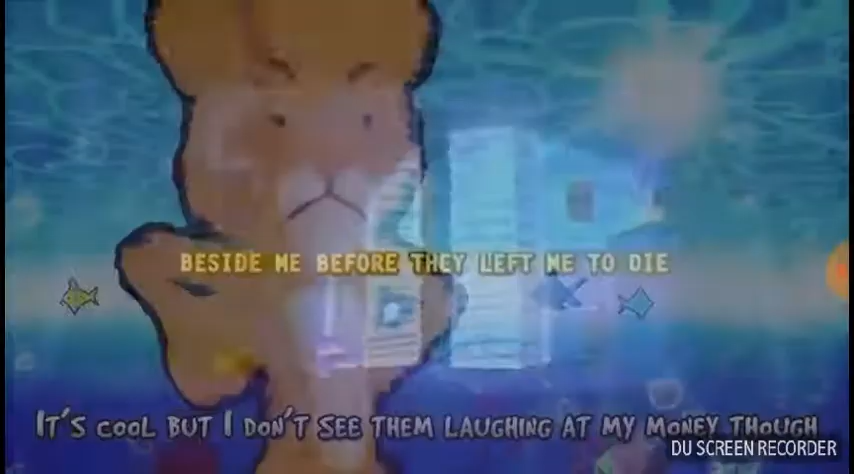 BESIDE ME BEFORE THEY LEFT ME TO DIE
IT'S COOL BUT I DON'T SEE THEM LAUGHING AT MY MONEY THOUGH
DU SCREEN RECORDER